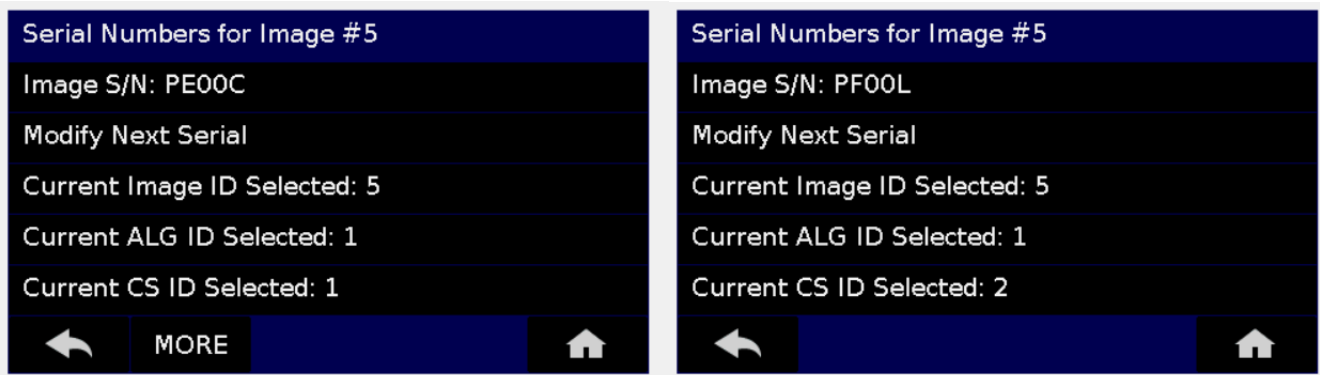 Serial Numbers for Image #5
Image S/N: PE00C
Modify Next Serial
Current Image ID Selected: 5
Current ALG ID Selected: 1
Current CS ID Selected: 1
MORE
Serial Numbers for Image #5
Image S/N: PF00L
Modify Next Serial
Current Image ID Selected: 5
Current ALG ID Selected: 1
Current CS ID Selected: 2